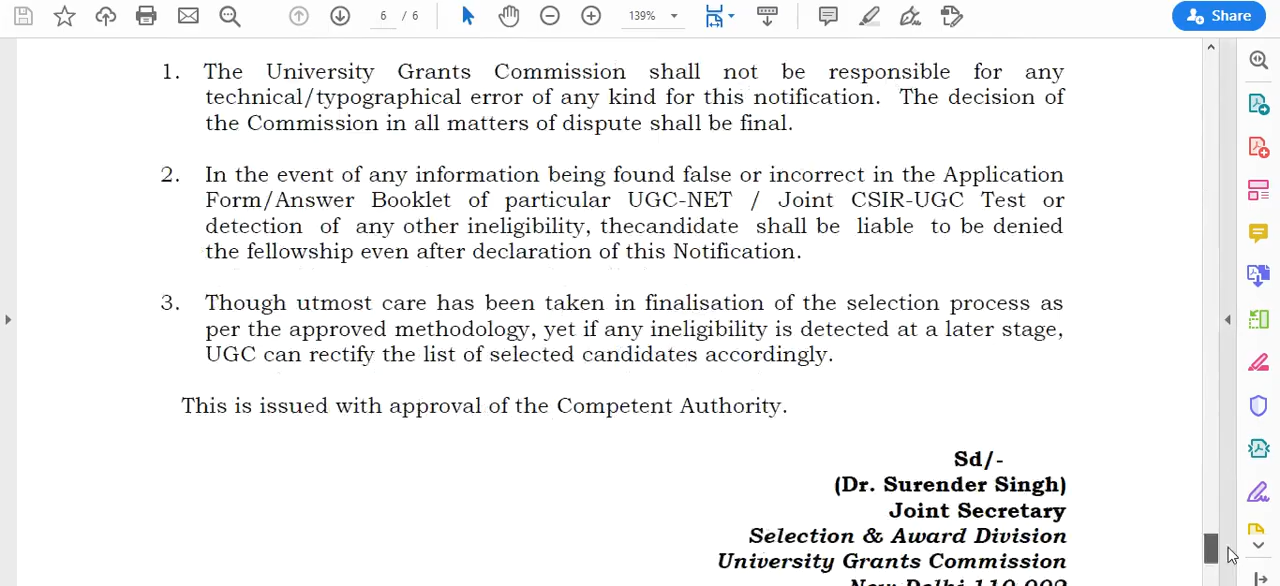 6 / 6
139%
Share
1. The University Grants Commission shall not be responsible for any
technical/typographical error of any kind for this notification. The decision of
the Commission in all matters of dispute shall be final.
2. In the event of any information being found false or incorrect in the Application
Form/Answer Booklet of particular UGC-NET / Joint CSIR-UGC Test or
detection of any other ineligibility, thecandidate shall be liable to be denied
the fellowship even after declaration of this Notification.
3. Though utmost care has been taken in finalisation of the selection process as
per the approved methodology, yet if any ineligibility is detected at a later stage,
UGC can rectify the list of selected candidates accordingly.
This is issued with approval of the Competent Authority.
Sd/-
(Dr. Surender Singh)
Joint Secretary
Selection & Award Division
University Grants Commission
New Delhi 110 002